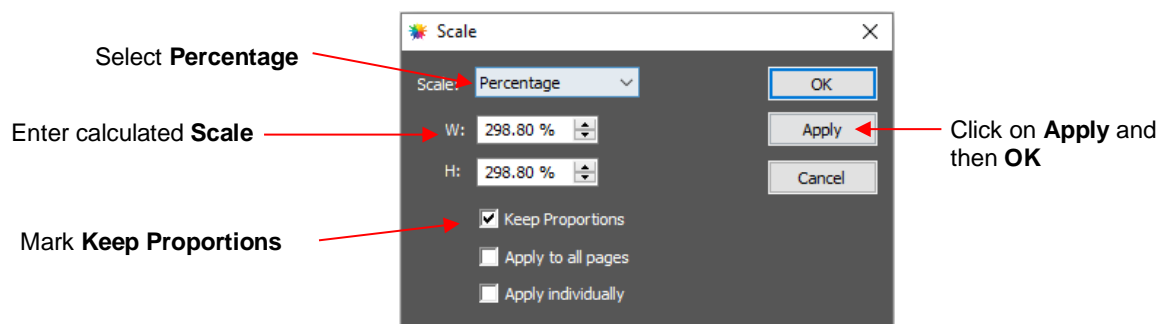 Scale
Select Percentage
Scale: Percentage
OK
Enter calculated Scale
W: 298.80 %
Apply
Click on Apply and
then OK
H: 298.80 %
Cancel
Keep Proportions
Mark Keep Proportions
Apply to all pages
Apply individually